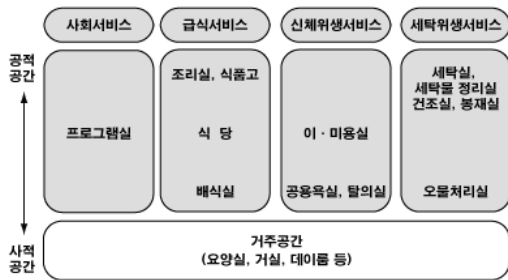 사회서비스
급식서비스
신체위생서비스
세탁위생서비스
공적
공간
프로그램실
조리실, 식품고
식 당
배식실
이 · 미용실
공용욕실, 탈의실
세탁실,
세탁물 정리실
건조실, 봉재실
오물처리실
사적
공간
거주공간
(요양실, 거실, 데이룸 등)